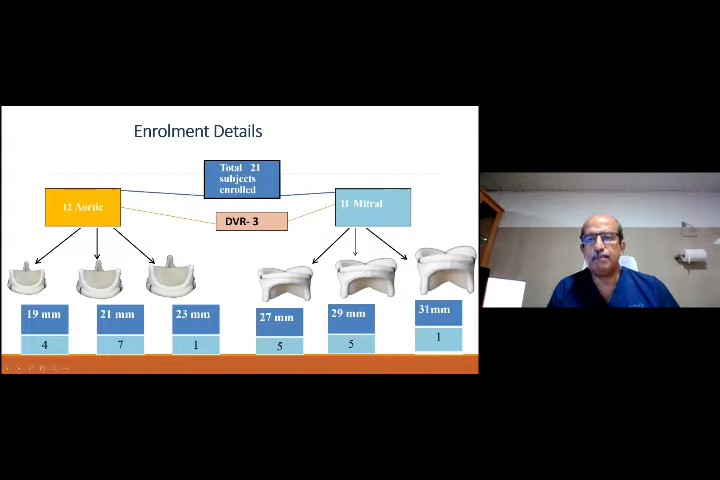 Enrolment Details
Total 21
subjects
enrolled
12 Aortic
11 Mitral
DVR- 3
19 mm
21 mm
23 mm
27 mm
29 mm
31mm
4
7
1
5
5
1